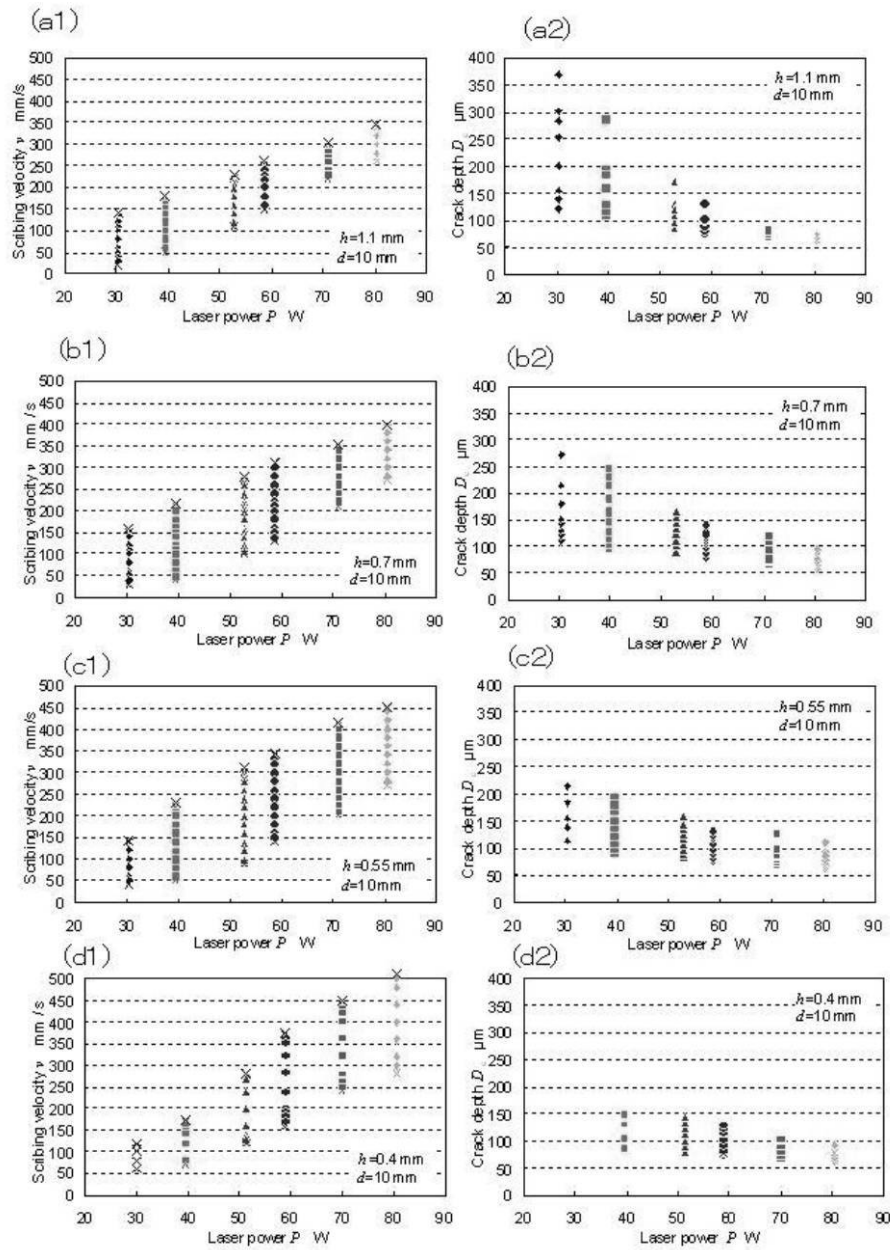 (a1)
500
450
400
350
300
250
200
150
100
50
0
20 30 40 50 60 70 80 90
Scribing velocity v mm/s
Laser power P W
h=1.1 mm
d=10 mm
(a2)
400
350
300
250
200
150
100
50
0
20 30 40 50 60 70 80 90
Crack depth D μm
Laser power P W
h=1.1 mm
d=10 mm
(b1)
500
450
400
350
300
250
200
150
100
50
0
20 30 40 50 60 70 80 90
Scribing velocity v mm/s
Laser power P W
h=0.7 mm
d=10 mm
(b2)
400
350
300
250
200
150
100
50
0
20 30 40 50 60 70 80 90
Crack depth D μm
Laser power P W
h=0.7 mm
d=10 mm
(c1)
500
450
400
350
300
250
200
150
100
50
0
20 30 40 50 60 70 80 90
Scribing velocity v mm/s
Laser power P W
h=0.55 mm
d=10 mm
(c2)
400
350
300
250
200
150
100
50
0
20 30 40 50 60 70 80 90
Crack depth D μm
Laser power P W
h=0.55 mm
d=10 mm
(d1)
500
450
400
350
300
250
200
150
100
50
0
20 30 40 50 60 70 80 90
Scribing velocity v mm/s
Laser power P W
h=0.4 mm
d=10 mm
(d2)
400
350
300
250
200
150
100
50
0
20 30 40 50 60 70 80 90
Crack depth D μm
Laser power P W
h=0.4 mm
d=10 mm